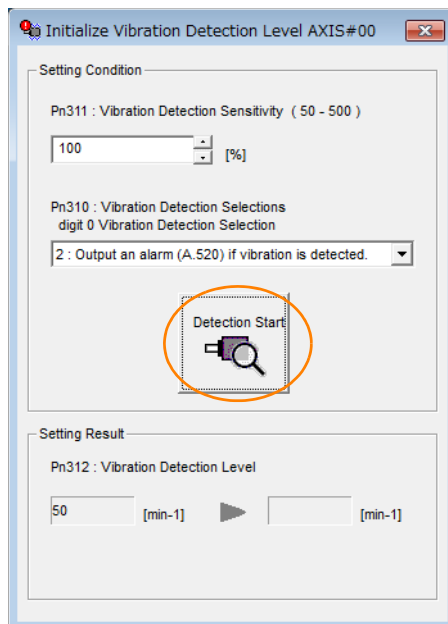 Initialize Vibration Detection Level AXIS#00
Setting Condition
Pn311 : Vibration Detection Sensitivity ( 50 - 500 )
100
[%]
Pn310 : Vibration Detection Selections
digit 0 Vibration Detection Selection
2 : Output an alarm (A.520) if vibration is detected.
Detection Start
Setting Result
Pn312 : Vibration Detection Level
50 [min-1] [min-1]